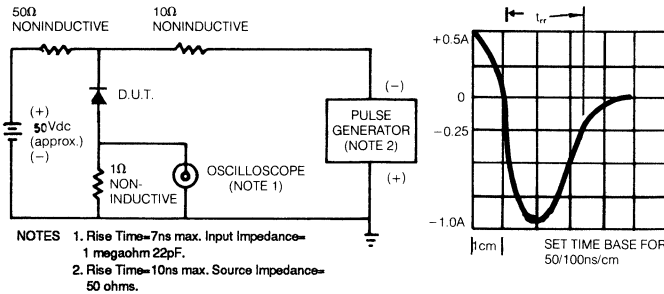 50Ω
NONINDUCTIVE
10Ω
NONINDUCTIVE
trr
+0.5A
0
-0.25
-1.0A
D.U.T.
(+)
50Vdc
(approx.)
(-)
1Ω
NON-
INDUCTIVE
OSCILLOSCOPE
(NOTE 1)
(-)
PULSE
GENERATOR
(NOTE 2)
(+)
1cm
SET TIME BASE FOR
50/100ns/cm
NOTES 1. Rise Time=7ns max. Input Impedance=
1 megaohm 22pF.
2. Rise Time=10ns max. Source Impedance=
50 ohms.